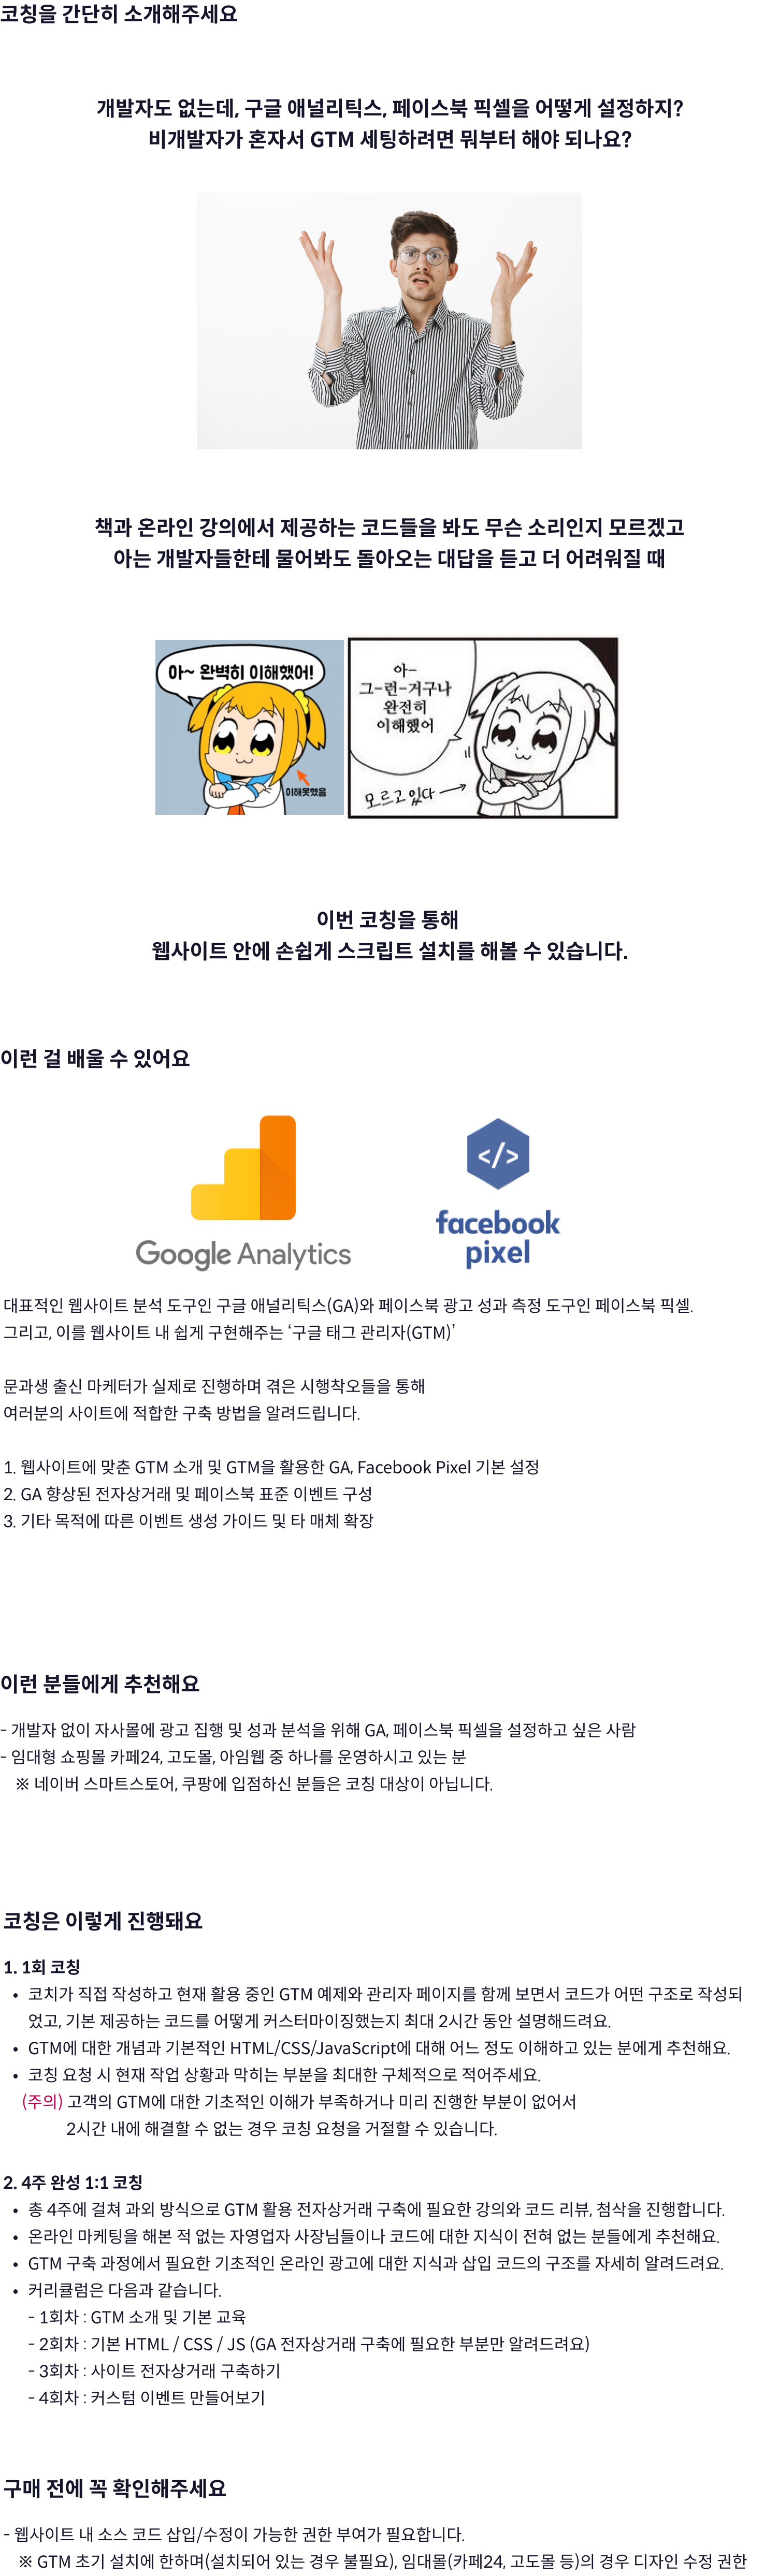 코칭을 간단히 소개해주세요
개발자도 없는데, 구글 애널리틱스, 페이스북 픽셀을 어떻게 설정하지?
비개발자가 혼자서 GTM 세팅하려면 뭐부터 해야 되나요?
책과 온라인 강의에서 제공하는 코드들을 봐도 무슨 소리인지 모르겠고
아는 개발자들한테 물어봐도 돌아오는 대답을 듣고 더 어려워질 때
아~ 완벽히 이해했어!
이해못했음
아-
그-런-거구나
완전히
이해했어
모르고 있다
이번 코칭을 통해
웹사이트 안에 손쉽게 스크립트 설치를 해볼 수 있습니다.
이런 걸 배울 수 있어요
Google Analytics
</>
facebook
pixel
대표적인 웹사이트 분석 도구인 구글 애널리틱스(GA)와 페이스북 광고 성과 측정 도구인 페이스북 픽셀.
그리고, 이를 웹사이트 내 쉽게 구현해주는 ‘구글 태그 관리자(GTM)’
문과생 출신 마케터가 실제로 진행하며 겪은 시행착오들을 통해
여러분의 사이트에 적합한 구축 방법을 알려드립니다.
1. 웹사이트에 맞춘 GTM 소개 및 GTM을 활용한 GA, Facebook Pixel 기본 설정
2. GA 향상된 전자상거래 및 페이스북 표준 이벤트 구성
3. 기타 목적에 따른 이벤트 생성 가이드 및 타 매체 확장
이런 분들에게 추천해요
- 개발자 없이 자사몰에 광고 집행 및 성과 분석을 위해 GA, 페이스북 픽셀을 설정하고 싶은 사람
- 임대형 쇼핑몰 카페24, 고도몰, 아임웹 중 하나를 운영하시고 있는 분
※ 네이버 스마트스토어, 쿠팡에 입점하신 분들은 코칭 대상이 아닙니다.
코칭은 이렇게 진행돼요
1. 1회 코칭
• 코치가 직접 작성하고 현재 활용 중인 GTM 예제와 관리자 페이지를 함께 보면서 코드가 어떤 구조로 작성되
었고, 기본 제공하는 코드를 어떻게 커스터마이징했는지 최대 2시간 동안 설명해드려요.
• GTM에 대한 개념과 기본적인 HTML/CSS/JavaScript에 대해 어느 정도 이해하고 있는 분에게 추천해요.
• 코칭 요청 시 현재 작업 상황과 막히는 부분을 최대한 구체적으로 적어주세요.
(주의) 고객의 GTM에 대한 기초적인 이해가 부족하거나 미리 진행한 부분이 없어서
2시간 내에 해결할 수 없는 경우 코칭 요청을 거절할 수 있습니다.
2. 4주 완성 1:1 코칭
• 총 4주에 걸쳐 과외 방식으로 GTM 활용 전자상거래 구축에 필요한 강의와 코드 리뷰, 첨삭을 진행합니다.
• 온라인 마케팅을 해본 적 없는 자영업자 사장님들이나 코드에 대한 지식이 전혀 없는 분들에게 추천해요.
• GTM 구축 과정에서 필요한 기초적인 온라인 광고에 대한 지식과 삽입 코드의 구조를 자세히 알려드려요.
• 커리큘럼은 다음과 같습니다.
- 1회차 : GTM 소개 및 기본 교육
- 2회차 : 기본 HTML / CSS / JS (GA 전자상거래 구축에 필요한 부분만 알려드려요)
- 3회차 : 사이트 전자상거래 구축하기
- 4회차 : 커스텀 이벤트 만들어보기
구매 전에 꼭 확인해주세요
- 웹사이트 내 소스 코드 삽입/수정이 가능한 권한 부여가 필요합니다.
※ GTM 초기 설치에 한하며(설치되어 있는 경우 불필요), 임대몰(카페24, 고도몰 등)의 경우 디자인 수정 권한